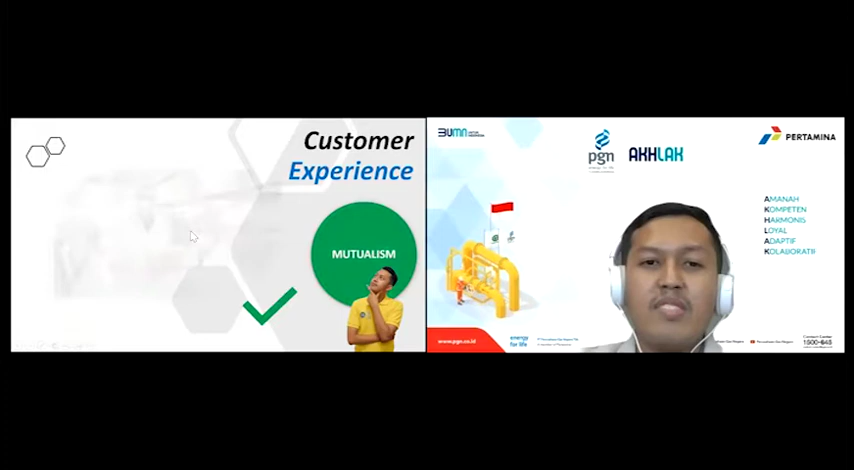 Customer
Experience
MUTUALISM
BUMN
pgn
AKHLAK
PERTAMINA
AMANAH
KOMPETEN
HARMONIS
LOYAL
ADAPTIF
KOLABORATIF
www.pgn.co.id
energy
for life
Contact Center
1500-645